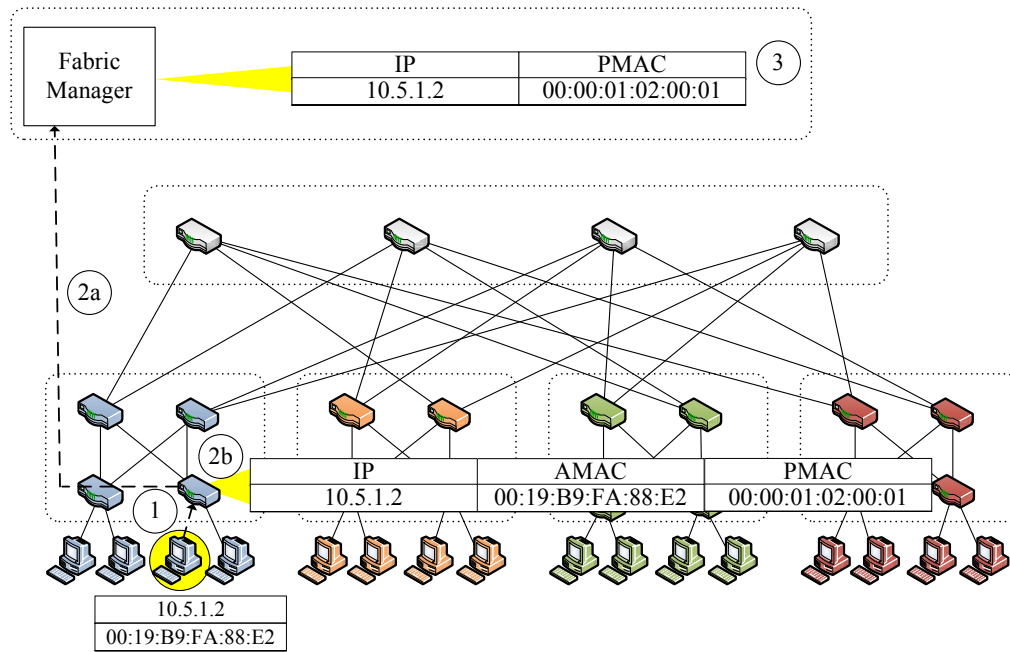 Fabric
Manager
IP PMAC
10.5.1.2 00:00:01:02:00:01
3
2a
2b
IP AMAC PMAC
10.5.1.2 00:19:B9:FA:88:E2 00:00:01:02:00:01
1
10.5.1.2
00:19:B9:FA:88:E2